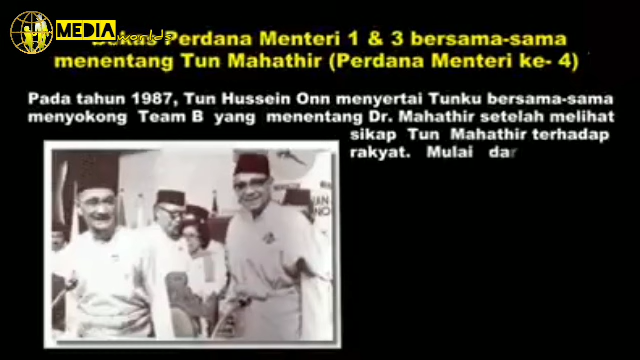 MEDIA
worlds
Bekas Perdana Menteri 1 & 3 bersama-sama
menentang Tun Mahathir (Perdana Menteri ke- 4)
Pada tahun 1987, Tun Hussein Onn menyertai Tunku bersama-sama
menyokong Team B yang menentang Dr. Mahathir setelah melihat
sikap Tun Mahathir terhadap
rakyat. Mulai dar